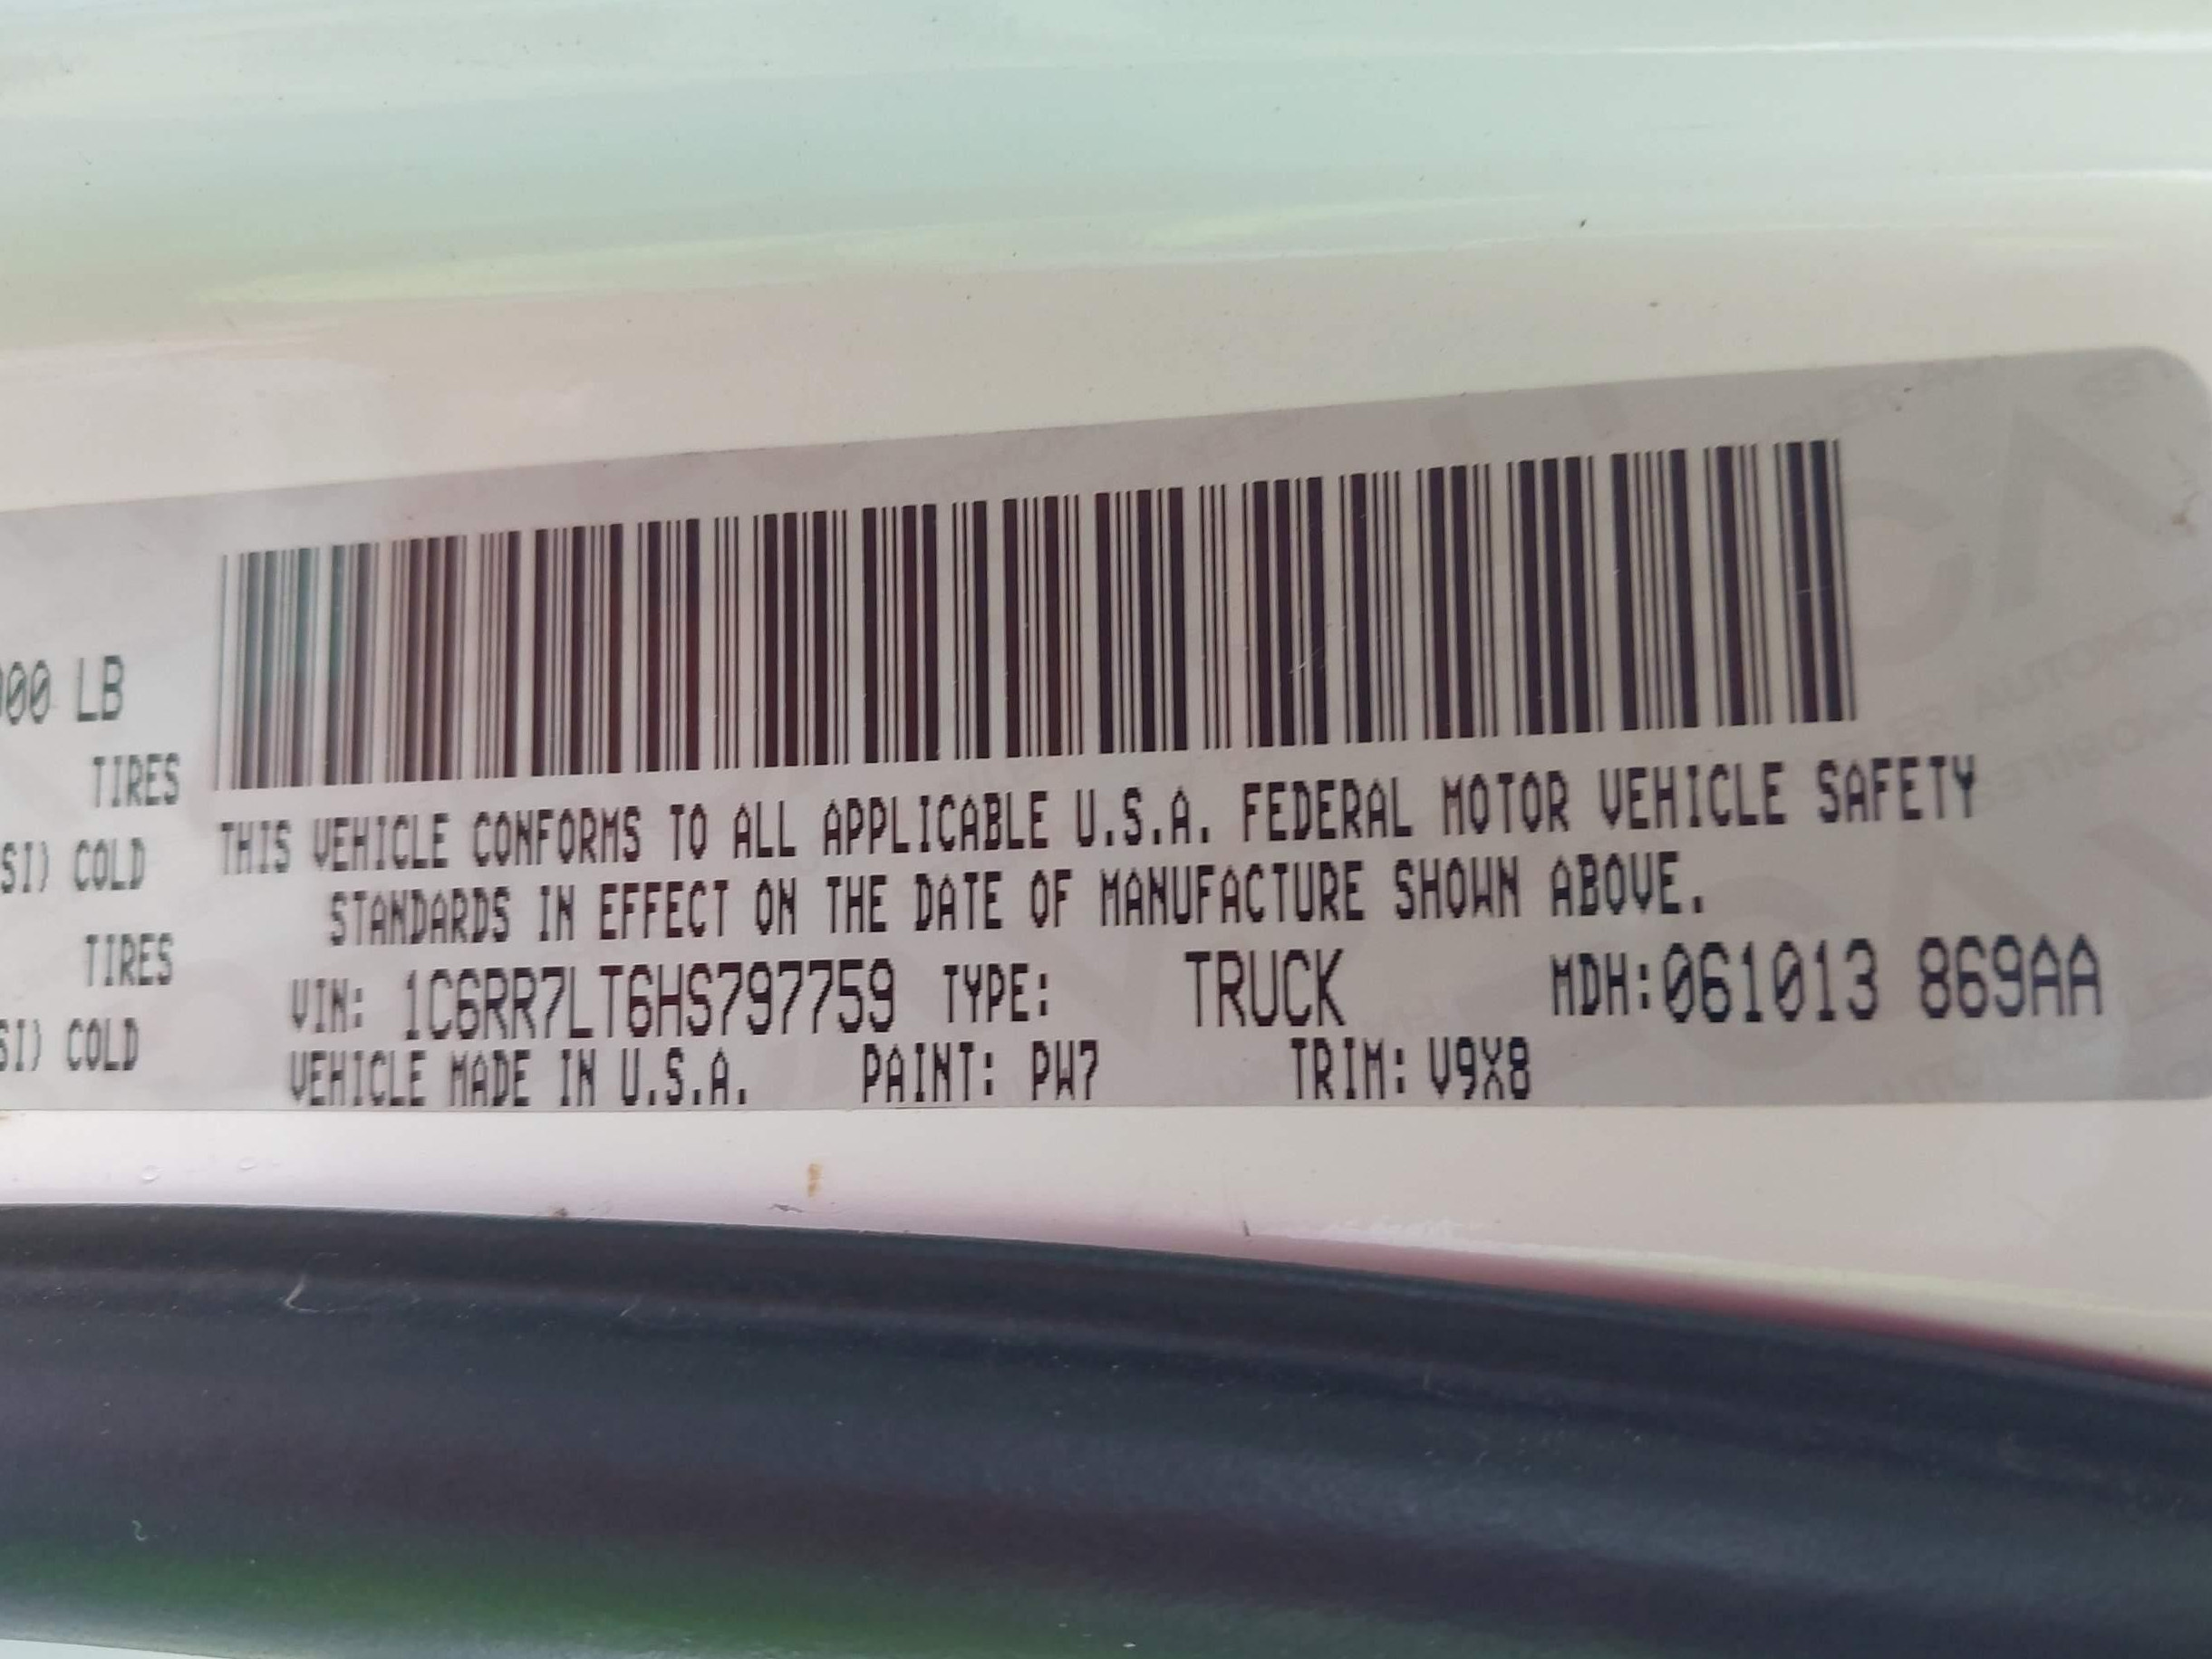 00 LB
TIRES
SI) COLD
TIRES
SI) COLD
THIS VEHICLE CONFORMS TO ALL APPLICABLE U.S.A. FEDERAL MOTOR VEHICLE SAFETY
STANDARDS IN EFFECT ON THE DATE OF MANUFACTURE SHOWN ABOVE.
VIN: 1C6RR7LT6HS797759 TYPE: TRUCK MDH:061013 869AA
VEHICLE MADE IN U.S.A. PAINT: PW7 TRIM: V9X8